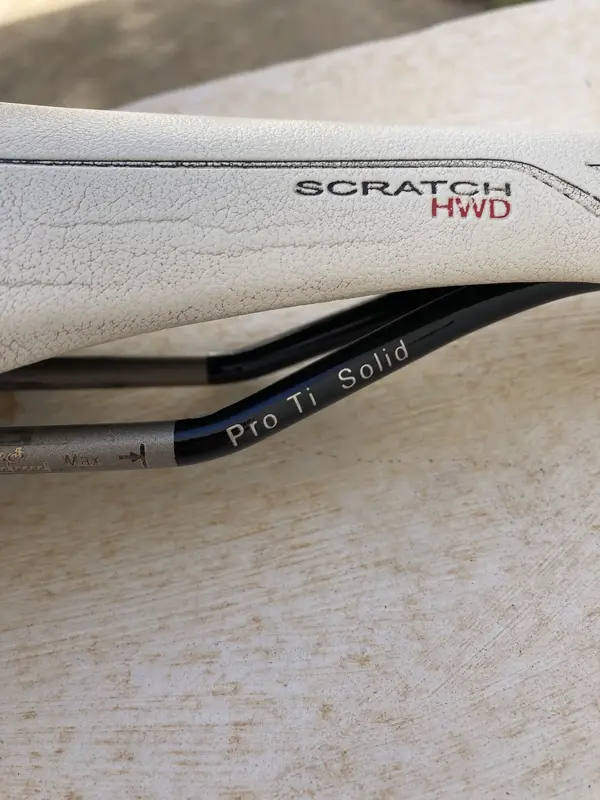 SCRATCH
HWD
Pro Ti Solid
Max